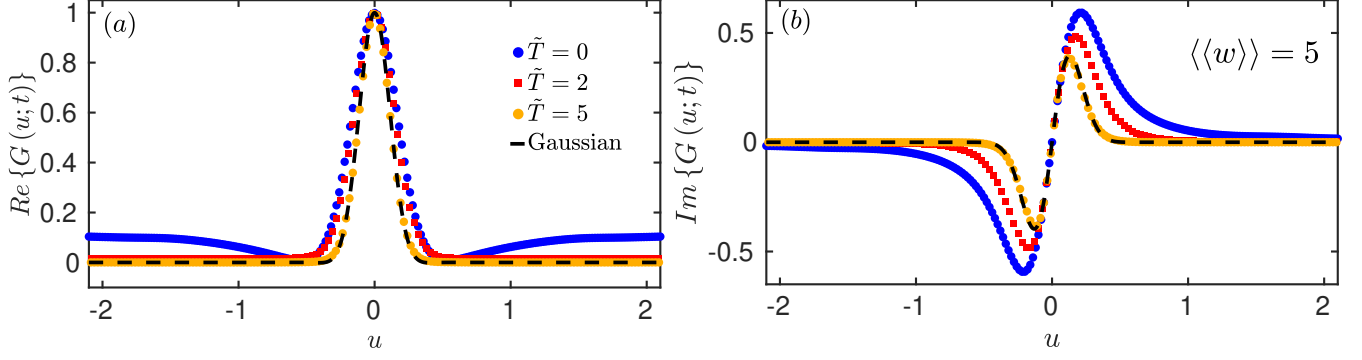 (a)
Re{G(u;t)}
1
0.8
0.6
0.4
0.2
0
T̃ = 0
T̃ = 2
T̃ = 5
Gaussian
-2 -1 0 1 2
u
(b)
Im{G(u;t)}
0.5
0
-0.5
⟨⟨w⟩⟩ = 5
-2 -1 0 1 2
u